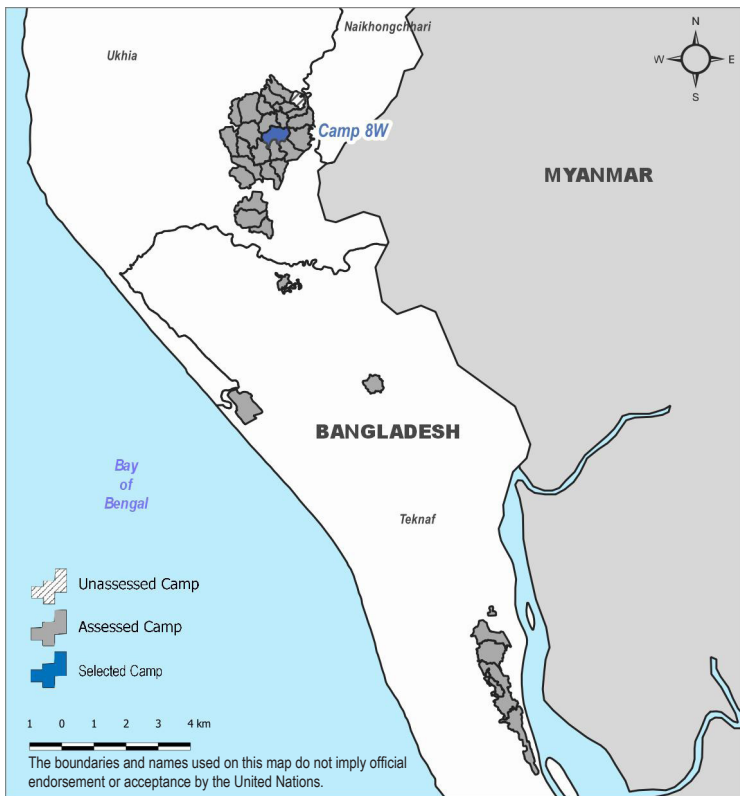 Naikhongchhari
N
Ukhia
W E
S
Camp 8W
MYANMAR
BANGLADESH
Bay
of
Bengal
Teknaf
Unassessed Camp
Assessed Camp
Selected Camp
1 0 1 2 3 4 km
The boundaries and names used on this map do not imply official
endorsement or acceptance by the United Nations.